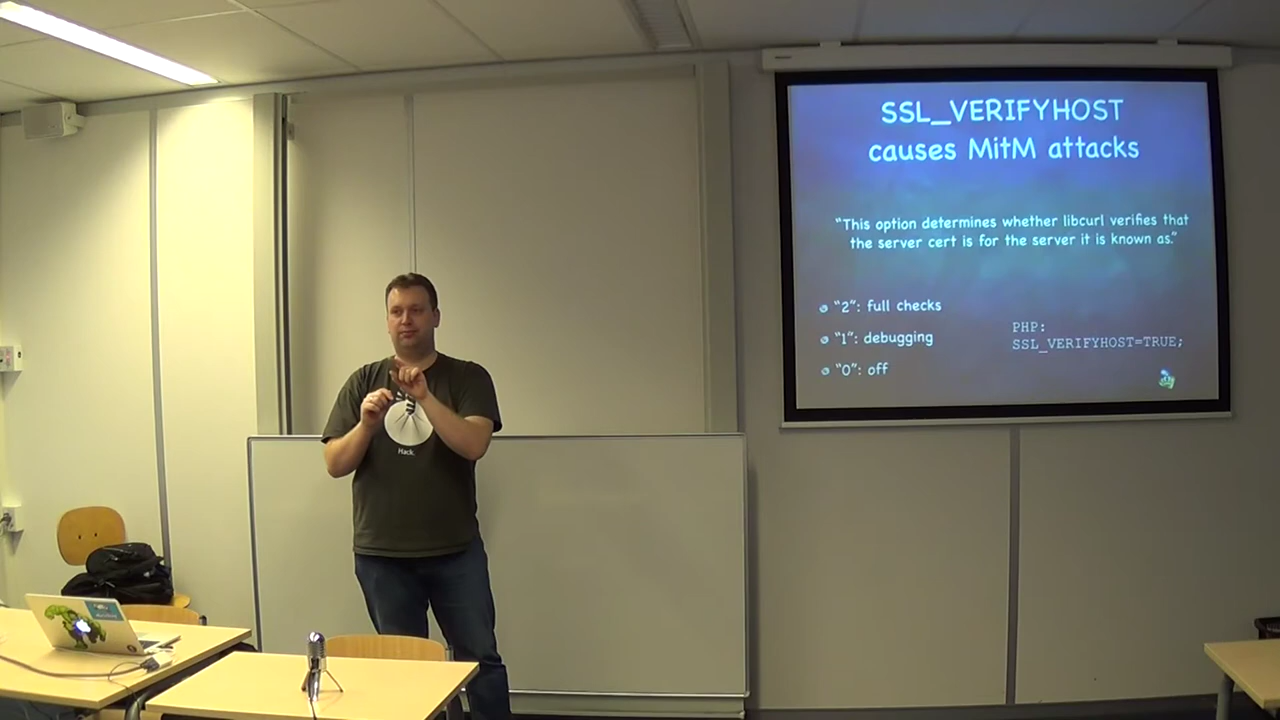 SSL_VERIFYHOST
causes MitM attacks
“This option determines whether libcurl verifies that
the server cert is for the server it is known as.”
“2”: full checks
“1”: debugging
“0”: off
PHP:
SSL_VERIFYHOST=TRUE;
Hack.